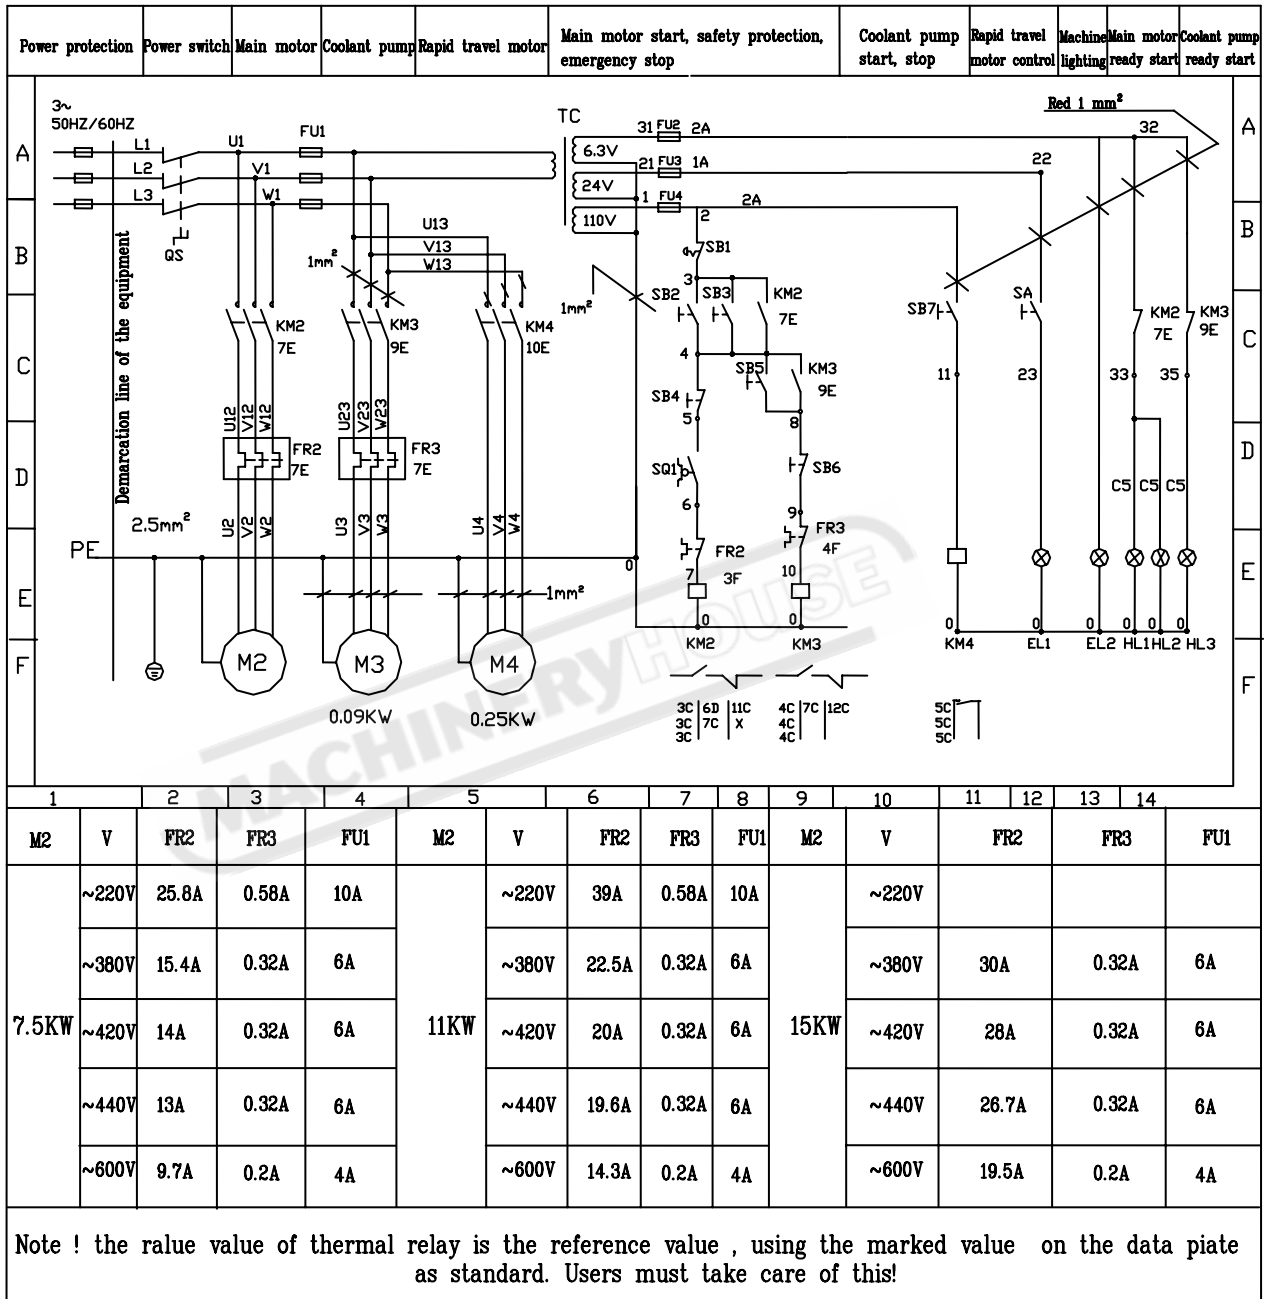 Power protection
Power switch
Main motor
Coolant pump
Rapid travel motor
Main motor start, safety protection,
emergency stop
Coolant pump
start, stop
Rapid travel
motor control
Machine
lighting
Main motor
ready start
Coolant pump
ready start
3~
50HZ/60HZ
Red 1 mm²
A
B
C
D
E
F
L1
L2
L3
U1
V1
W1
FU1
QS
TC
6.3V
24V
110V
31 FU2 2A
21 FU3 1A
1 FU4 2A
32
22
2
U13
V13
W13
1mm²
1mm²
Demarcation line of the equipment
SB1
3
SB2
SB3
KM2
7E
SB7
SA
KM2
7E
KM3
9E
KM2
7E
KM3
9E
KM4
10E
4
SB5
KM3
9E
11
23
33
35
SB4
5
8
U12
V12
W12
U23
V23
W23
FR2
7E
FR3
7E
SQ1
SB6
C5
C5
C5
6
9
2.5mm²
U2
V2
W2
U3
V3
W3
U4
V4
W4
PE
0
FR2
3F
FR3
4F
7
10
1mm²
0
0
0
0
0
0
0
0
KM2
KM3
KM4
EL1
EL2
HL1
HL2
HL3
M2
M3
M4
0.09KW
0.25KW
3C 6D 11C
3C 7C X
3C
4C 7C 12C
4C
4C
5C
5C
5C
A
B
C
D
E
F
MACHINERYHOUSE
1 2 3 4 5 6 7 8 9 10 11 12 13 14
M2 V FR2 FR3 FU1 M2 V FR2 FR3 FU1 M2 V FR2 FR3 FU1
~220V 25.8A 0.58A 10A ~220V 39A 0.58A 10A ~220V
~380V 15.4A 0.32A 6A ~380V 22.5A 0.32A 6A ~380V 30A 0.32A 6A
7.5KW ~420V 14A 0.32A 6A 11KW ~420V 20A 0.32A 6A 15KW ~420V 28A 0.32A 6A
~440V 13A 0.32A 6A ~440V 19.6A 0.32A 6A ~440V 26.7A 0.32A 6A
~600V 9.7A 0.2A 4A ~600V 14.3A 0.2A 4A ~600V 19.5A 0.2A 4A
Note ! the ralue value of thermal relay is the reference value , using the marked value on the data piate
as standard. Users must take care of this!